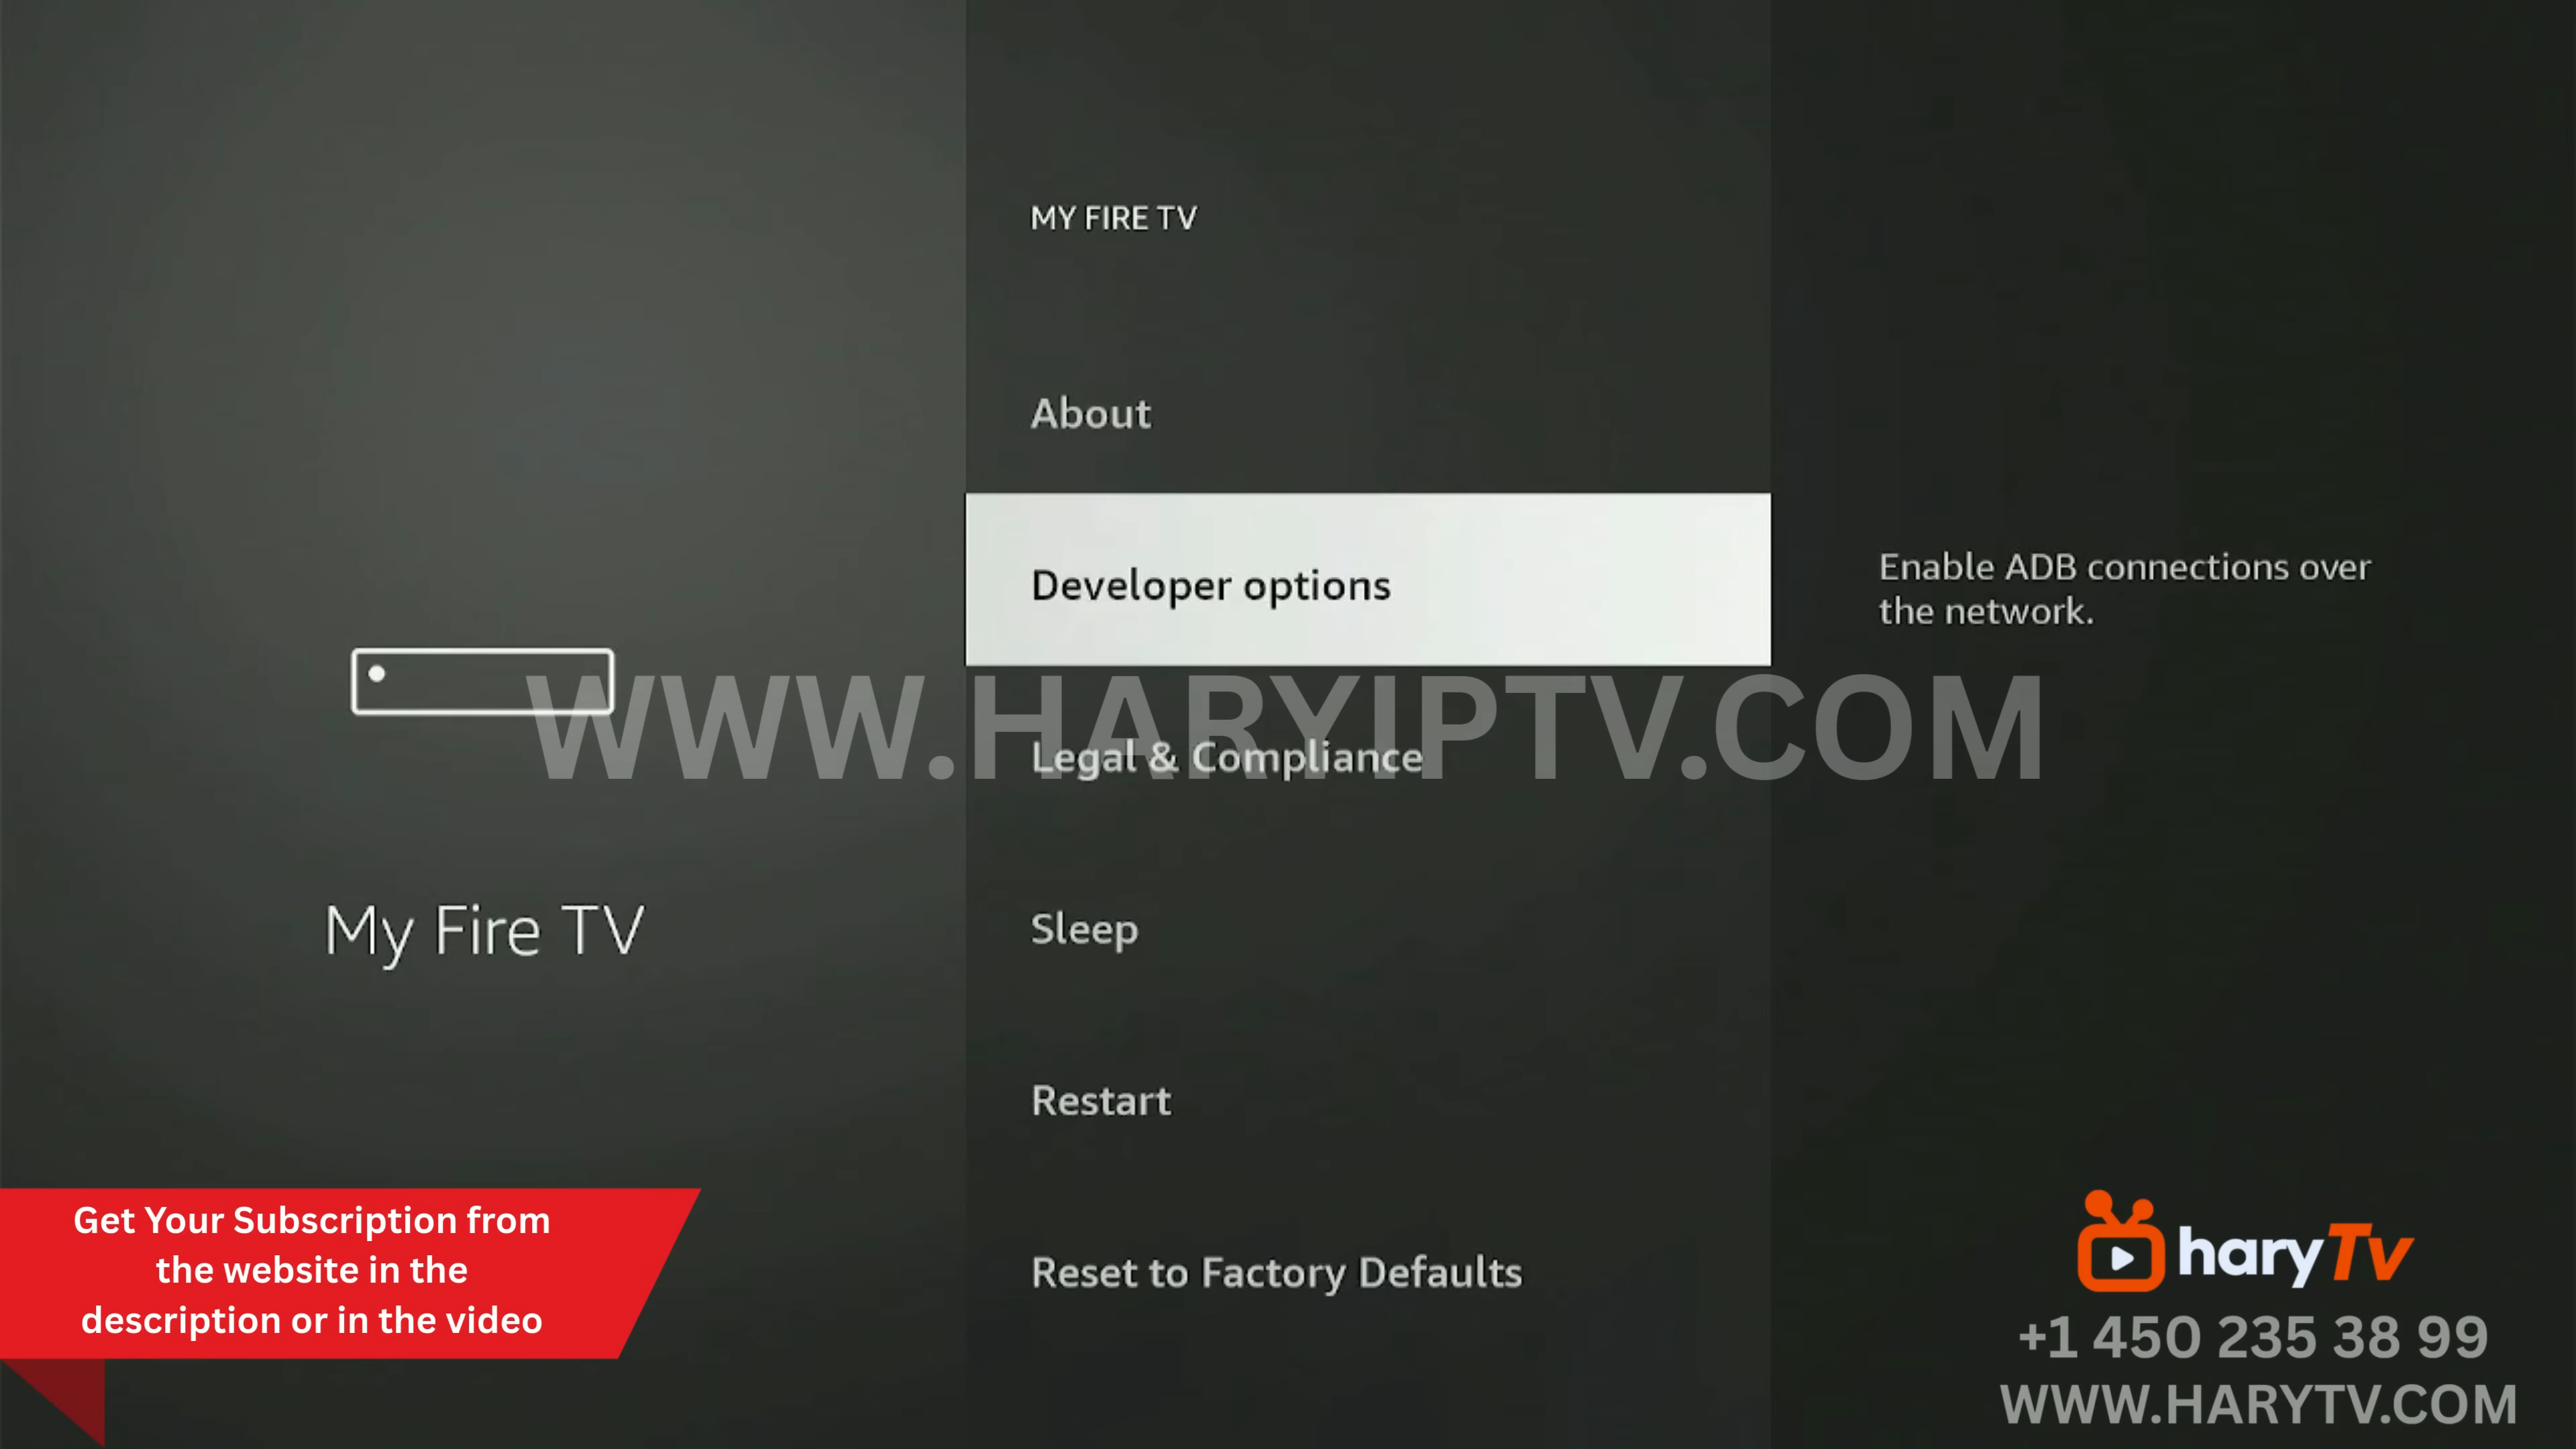 MY FIRE TV
About
Developer options
Enable ADB connections over
the network.
WWW.HARYIPTV.COM
Legal & Compliance
My Fire TV
Sleep
Restart
Reset to Factory Defaults
Get Your Subscription from
the website in the
description or in the video
haryTv
+1 450 235 38 99
WWW.HARYTV.COM